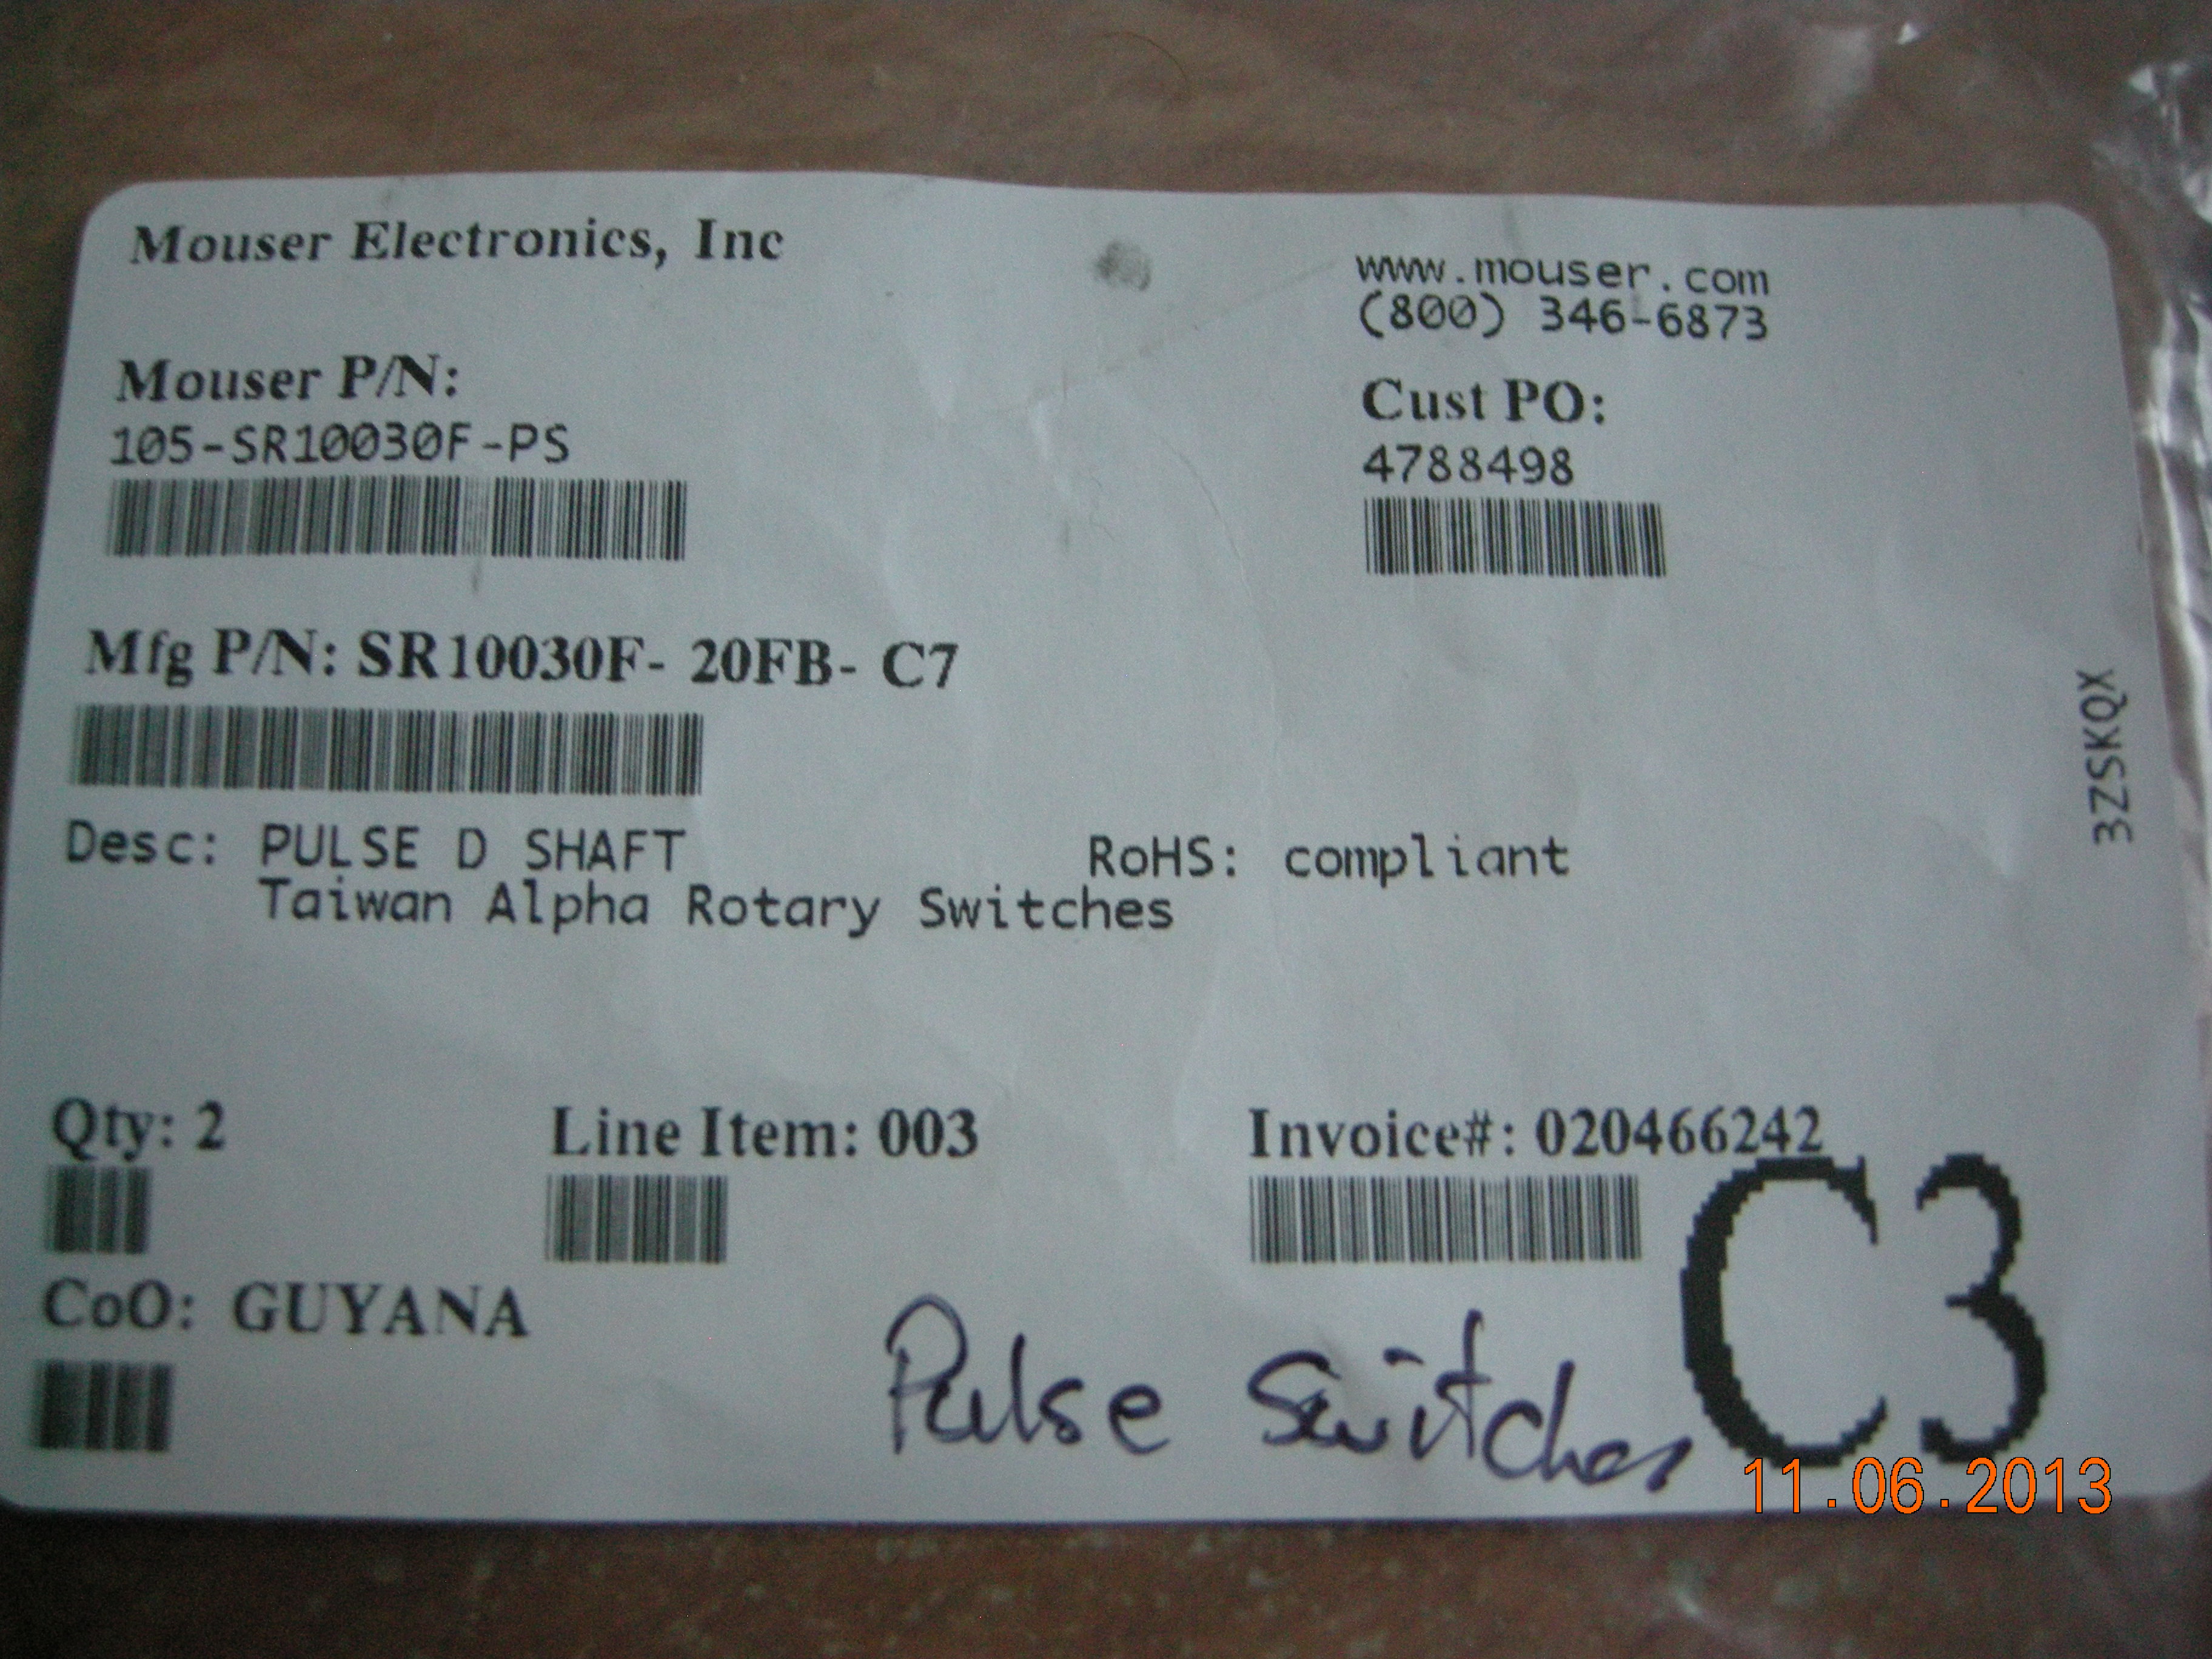 Mouser Electronics, Inc
www.mouser.com
(800) 346-6873
Mouser P/N:
105-SR10030F-PS
Cust PO:
4788498
Mfg P/N: SR10030F- 20FB- C7
3ZSKQX
Desc: PULSE D SHAFT
RoHS: compliant
Taiwan Alpha Rotary Switches
Qty: 2
Line Item: 003
Invoice#: 020466242
C3
CoO: GUYANA
Pulse Switches
11.06.2013